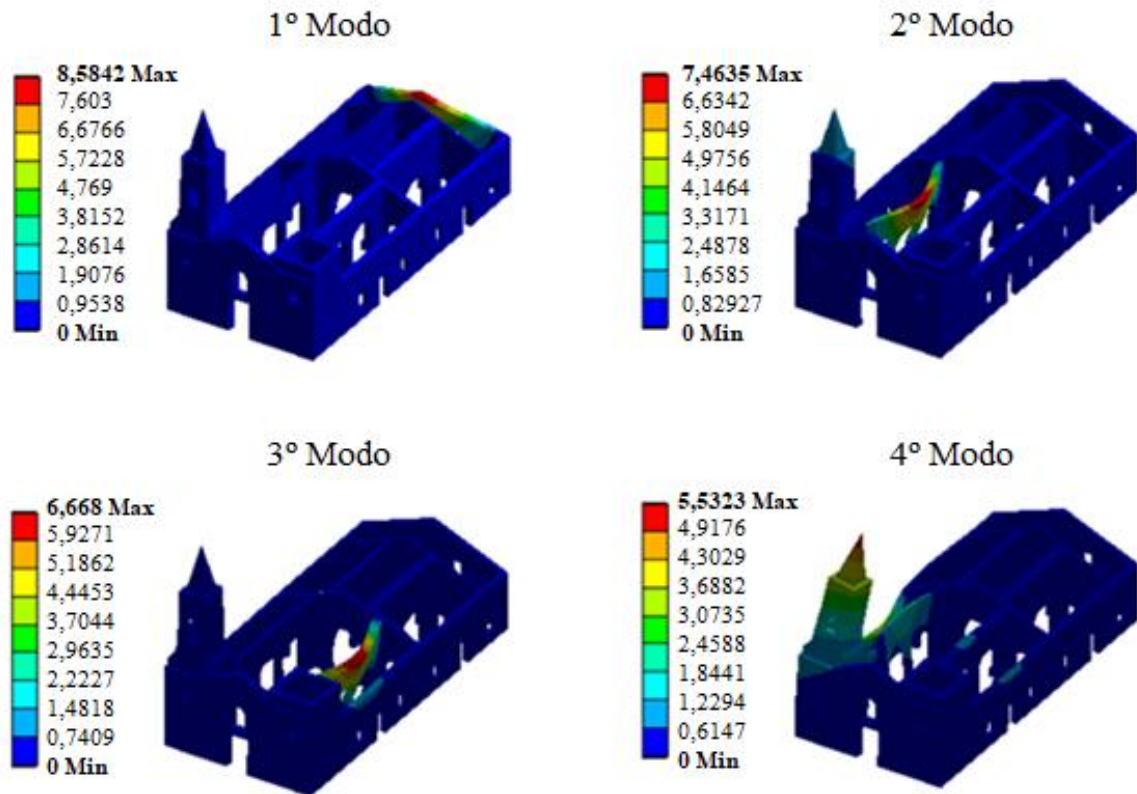 1º Modo
8,5842 Max
7,603
6,6766
5,7228
4,769
3,8152
2,8614
1,9076
0,9538
0 Min
2º Modo
7,4635 Max
6,6342
5,8049
4,9756
4,1464
3,3171
2,4878
1,6585
0,82927
0 Min
3º Modo
6,668 Max
5,9271
5,1862
4,4453
3,7044
2,9635
2,2227
1,4818
0,7409
0 Min
4º Modo
5,5323 Max
4,9176
4,3029
3,6882
3,0735
2,4588
1,8441
1,2294
0,6147
0 Min